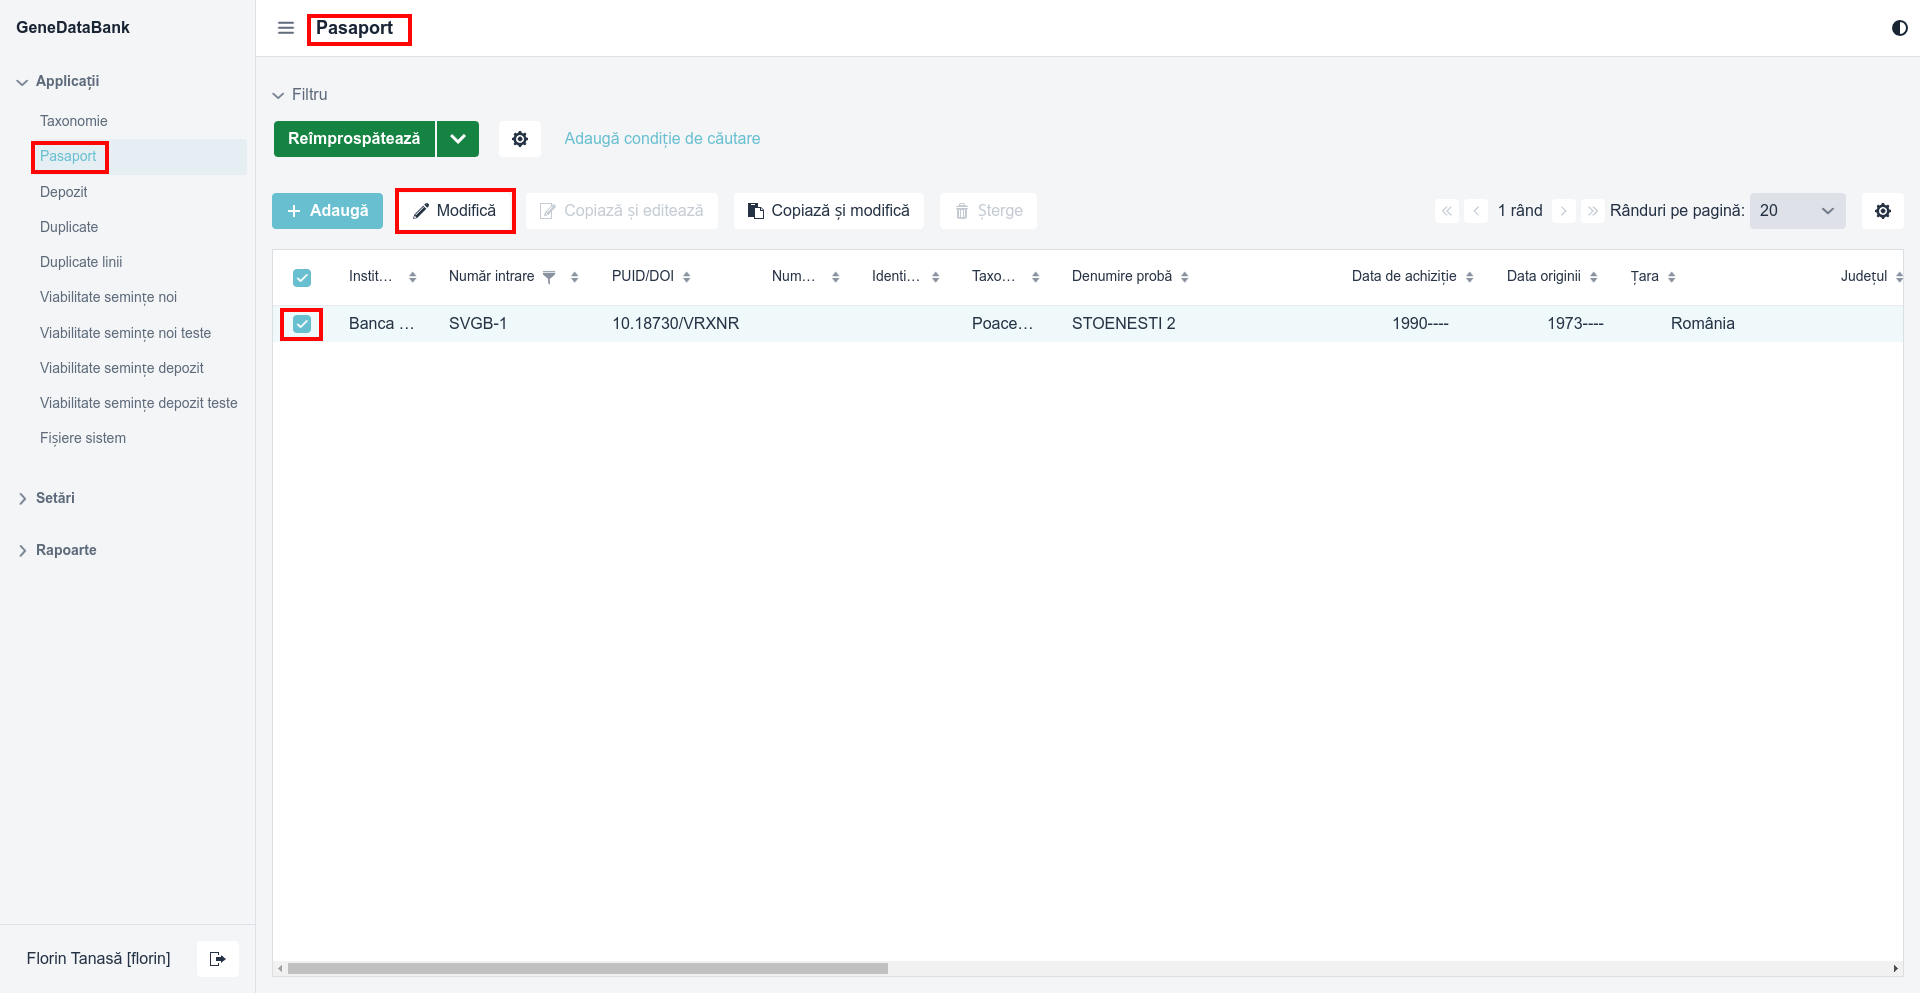 GeneDataBank
Pasaport
Applicații
Taxonomie
Pasaport
Depozit
Duplicate
Duplicate linii
Viabilitate semințe noi
Viabilitate semințe noi teste
Viabilitate semințe depozit
Viabilitate semințe depozit teste
Fișiere sistem
Setări
Rapoarte
Florin Tanasă [florin]
Filtru
Reîmprospătează
Adaugă condiție de căutare
Adaugă Modifică Copiază și editează Copiază și modifică Șterge 1 rând Rânduri pe pagină: 20
Instit... Număr intrare PUID/DOI Num... Identi... Taxo... Denumire probă Data de achiziție Data originii Țara Județul
Banca ... SVGB-1 10.18730/VRXNR Poace... STOENESTI 2 1990---- 1973---- România